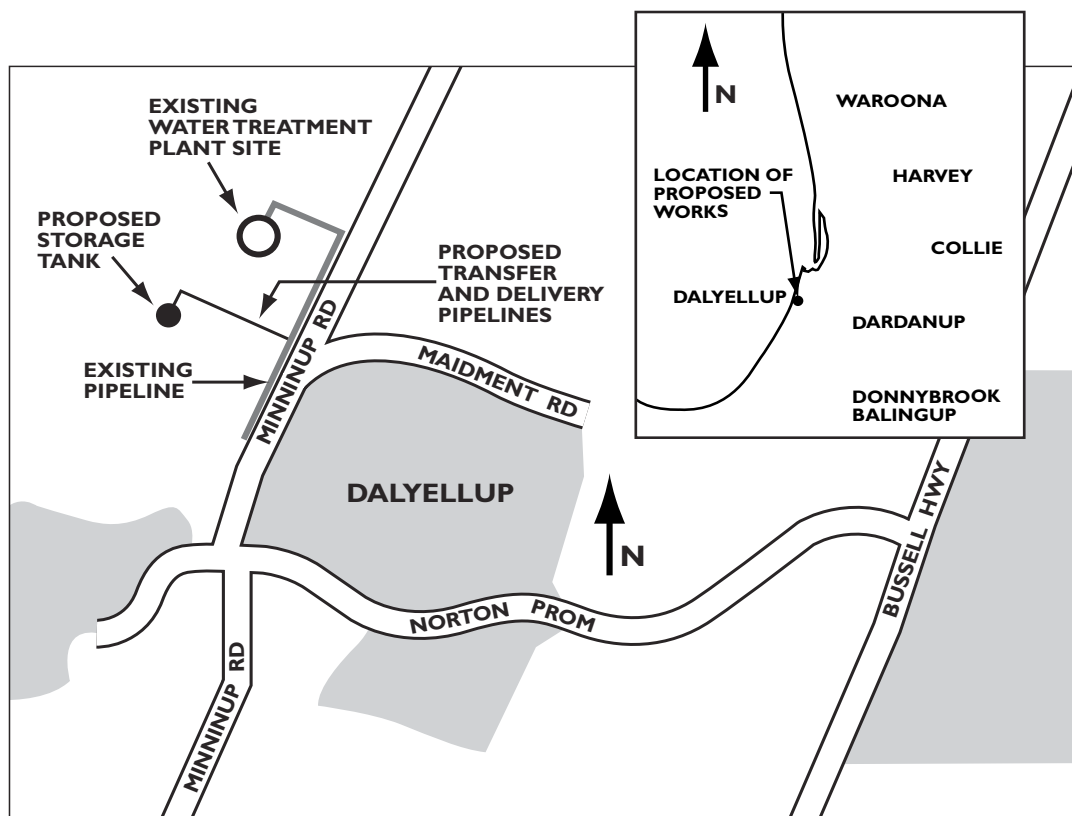 EXISTING
WATER TREATMENT
PLANT SITE
PROPOSED
STORAGE
TANK
PROPOSED
TRANSFER
AND DELIVERY
PIPELINES
EXISTING
PIPELINE
MINNINUP RD
MAIDMENT RD
DALYELLUP
N
NORTON PROM
MINNINUP RD
BUSSELL HWY
N
WAROONA
LOCATION OF
PROPOSED
WORKS
HARVEY
COLLIE
DALYELLUP
DARDANUP
DONNYBROOK
BALINGUP